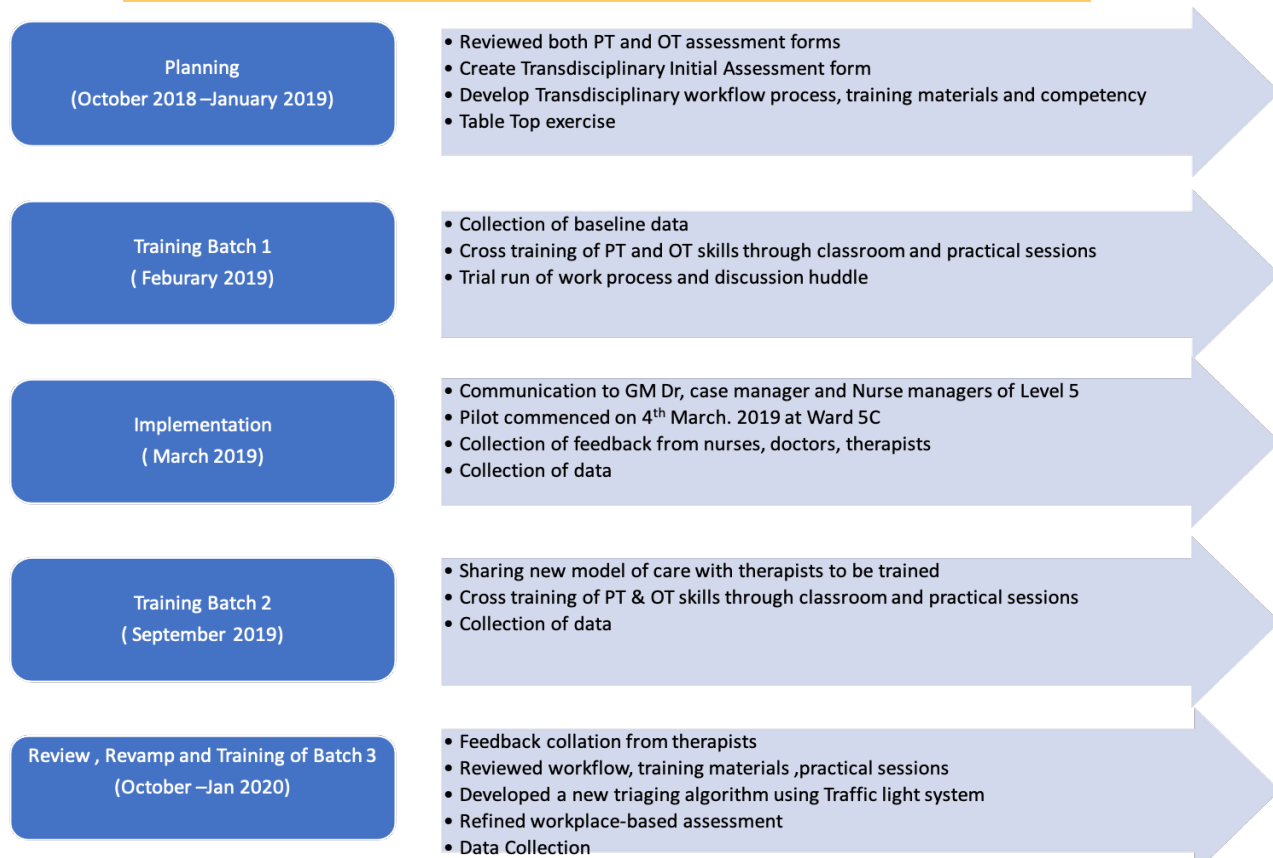 Planning
(October 2018 –January 2019)
• Reviewed both PT and OT assessment forms
• Create Transdisciplinary Initial Assessment form
• Develop Transdisciplinary workflow process, training materials and competency
• Table Top exercise
Training Batch 1
( Feburary 2019)
• Collection of baseline data
• Cross training of PT and OT skills through classroom and practical sessions
• Trial run of work process and discussion huddle
Implementation
( March 2019)
• Communication to GM Dr, case manager and Nurse managers of Level 5
• Pilot commenced on 4th March. 2019 at Ward 5C
• Collection of feedback from nurses, doctors, therapists
• Collection of data
Training Batch 2
( September 2019)
• Sharing new model of care with therapists to be trained
• Cross training of PT & OT skills through classroom and practical sessions
• Collection of data
Review , Revamp and Training of Batch 3
(October –Jan 2020)
• Feedback collation from therapists
• Reviewed workflow, training materials ,practical sessions
• Developed a new triaging algorithm using Traffic light system
• Refined workplace-based assessment
• Data Collection